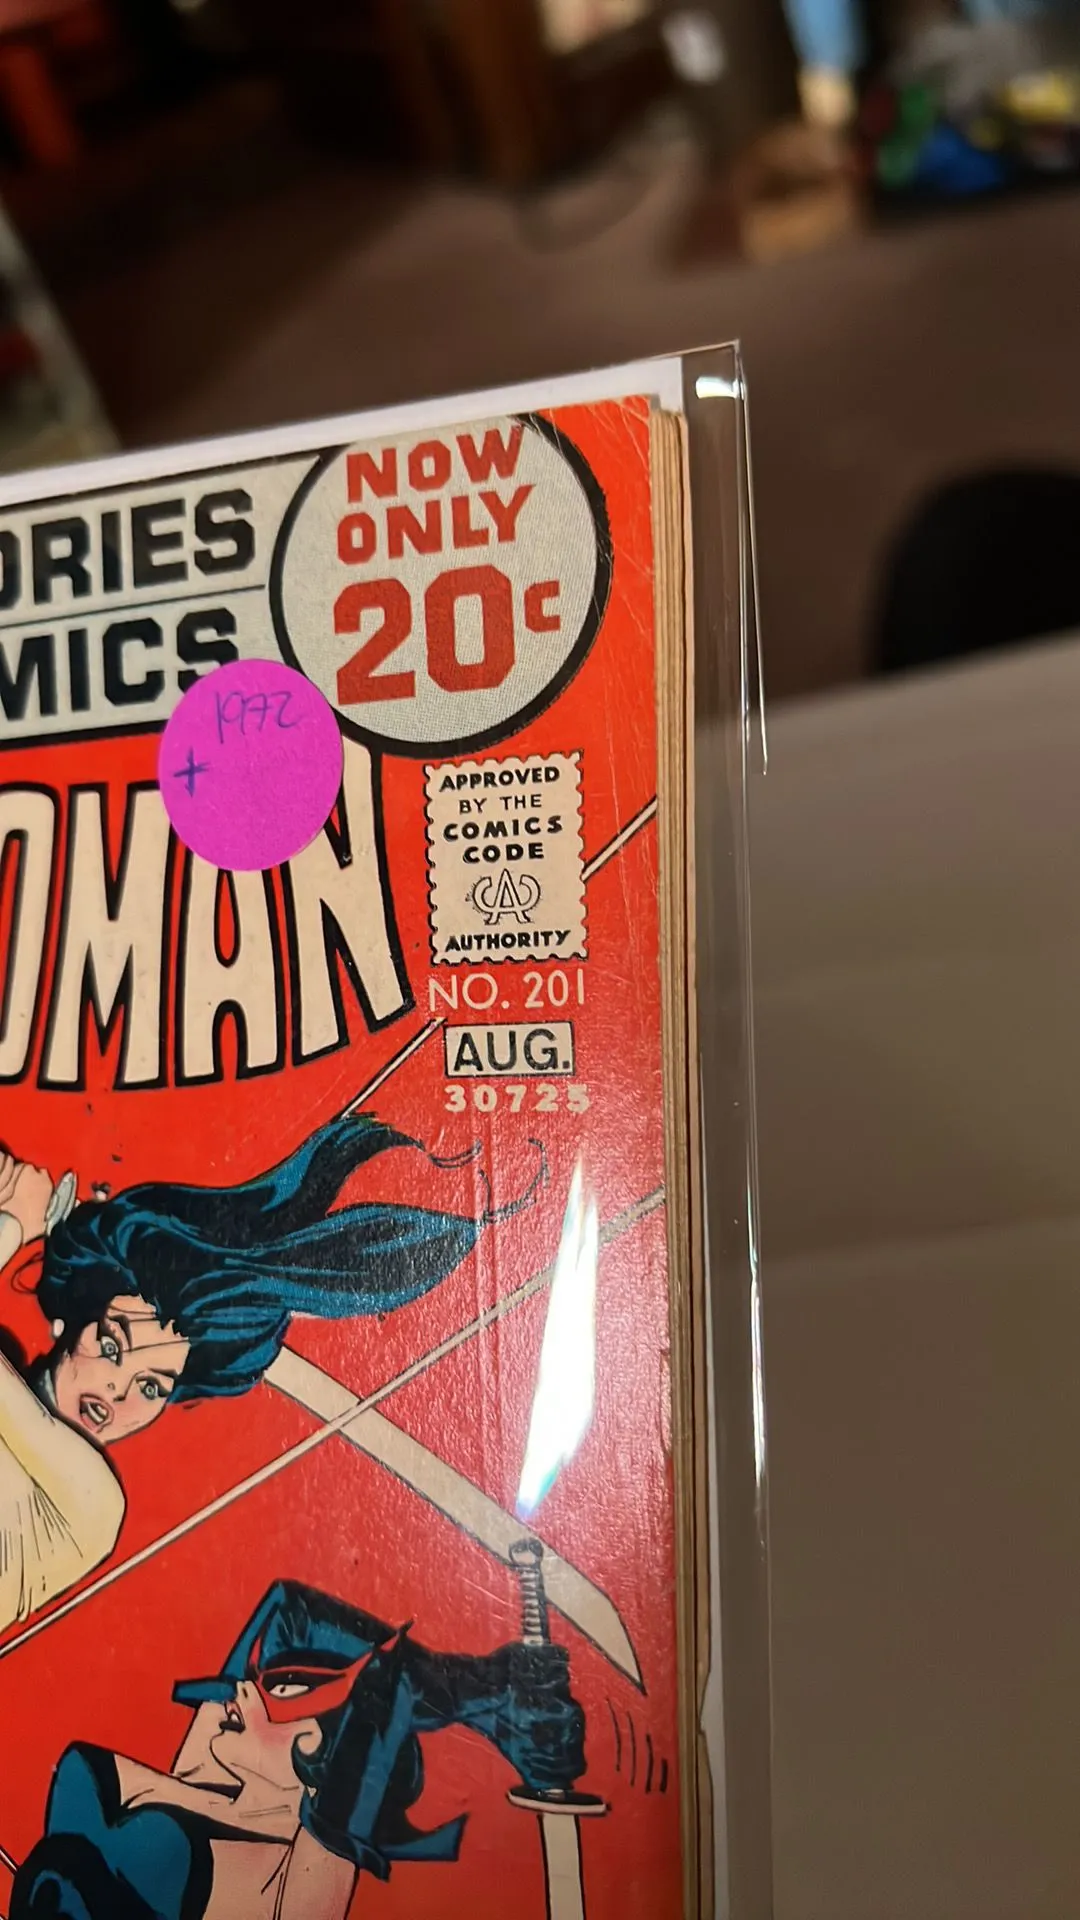 ORIES
MICS
NOW
ONLY
20¢
1972
+
OMAN
APPROVED
BY THE
COMICS
CODE
CA
AUTHORITY
NO. 201
AUG.
30725